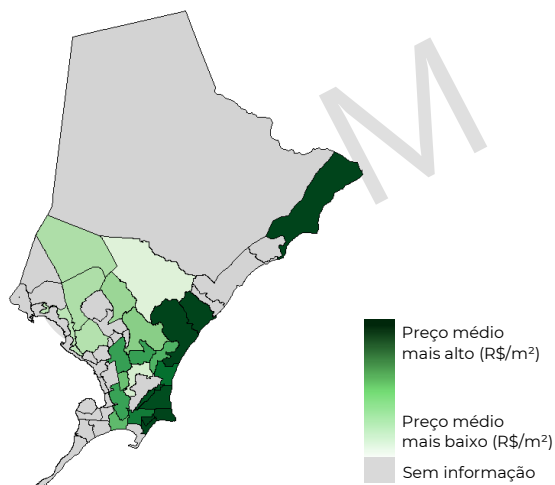 M
Preço médio
mais alto (R$/m²)
Preço médio
mais baixo (R$/m²)
Sem informação